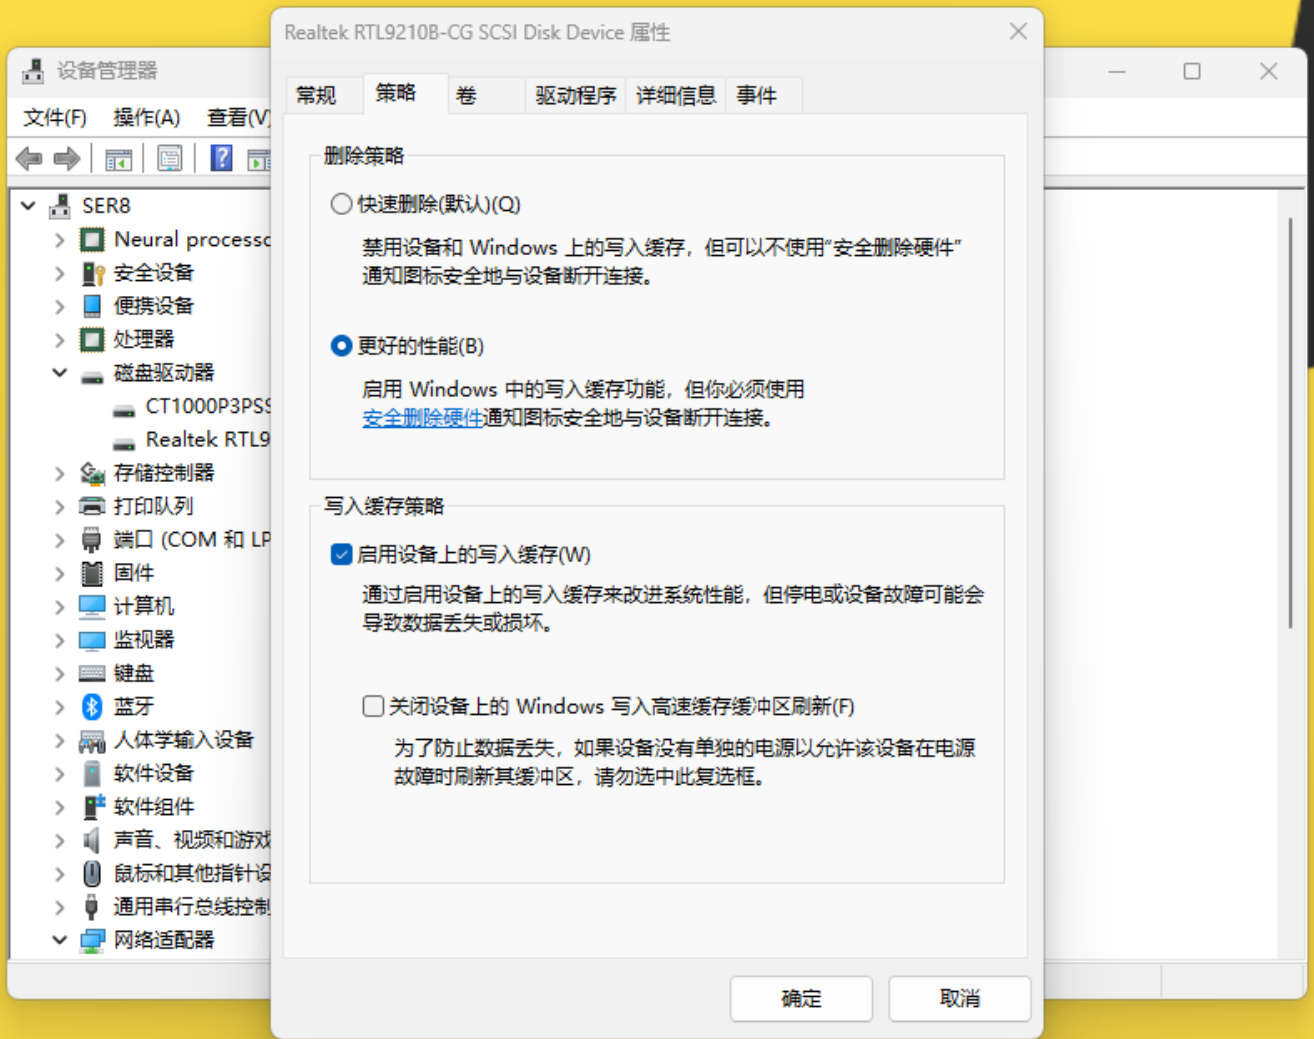 Realtek RTL9210B-CG SCSI Disk Device 属性
设备管理器
文件(F) 操作(A) 查看(V)
常规 策略 卷 驱动程序 详细信息 事件
SER8
Neural processo
安全设备
便携设备
处理器
磁盘驱动器
CT1000P3PSS
Realtek RTL9
存储控制器
打印队列
端口 (COM 和 LP
固件
计算机
监视器
键盘
蓝牙
人体学输入设备
软件设备
软件组件
声音、视频和游戏
鼠标和其他指针设
通用串行总线控制
网络适配器
删除策略
快速删除(默认)(Q)
禁用设备和 Windows 上的写入缓存，但可以不使用“安全删除硬件”
通知图标安全地与设备断开连接。
更好的性能(B)
启用 Windows 中的写入缓存功能，但你必须使用
安全删除硬件通知图标安全地与设备断开连接。
写入缓存策略
启用设备上的写入缓存(W)
通过启用设备上的写入缓存来改进系统性能，但停电或设备故障可能会
导致数据丢失或损坏。
关闭设备上的 Windows 写入高速缓存缓冲区刷新(F)
为了防止数据丢失，如果设备没有单独的电源以允许该设备在电源
故障时刷新其缓冲区，请勿选中此复选框。
确定 取消